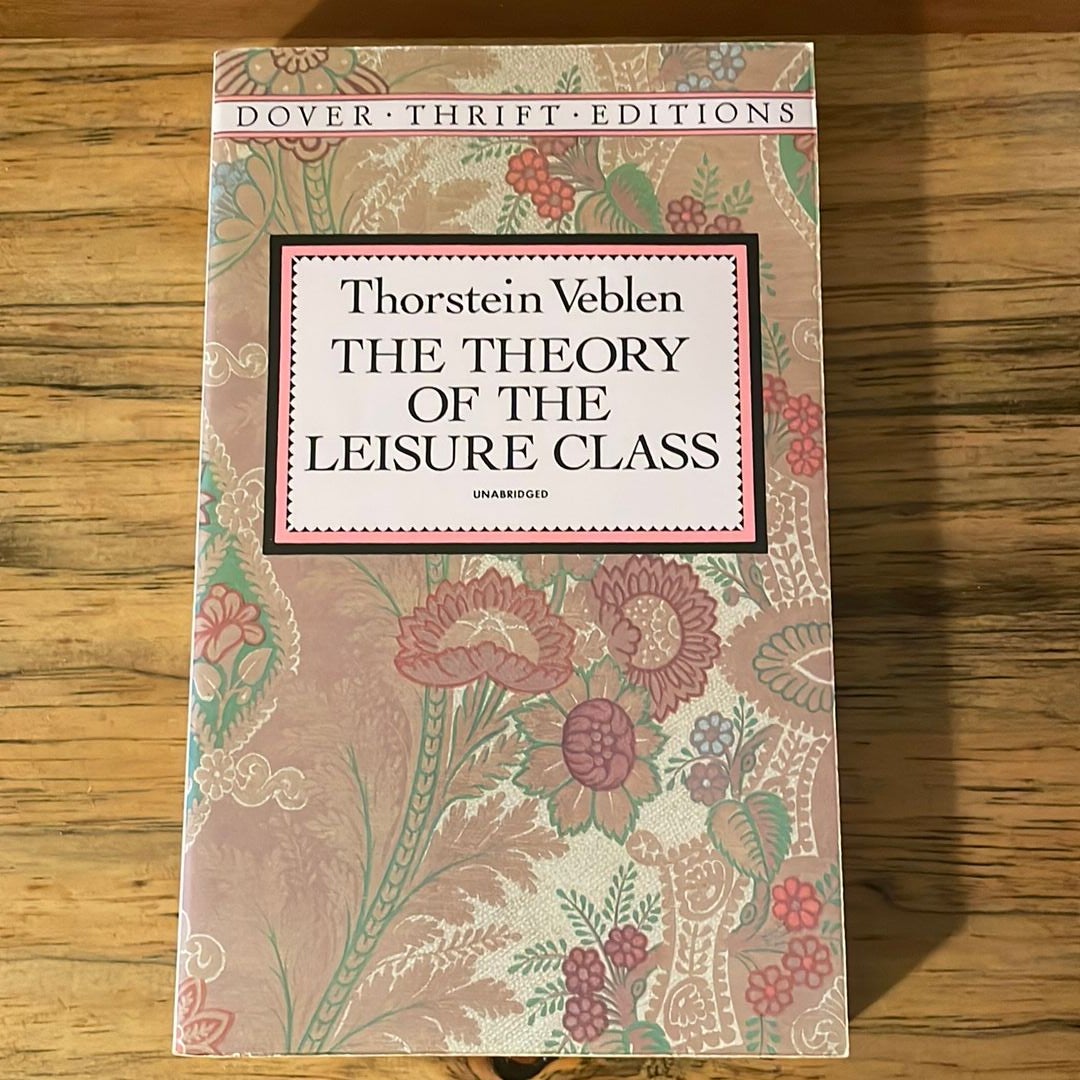 DOVER · THRIFT · EDITIONS
Thorstein Veblen
THE THEORY
OF THE
LEISURE CLASS
UNABRIDGED